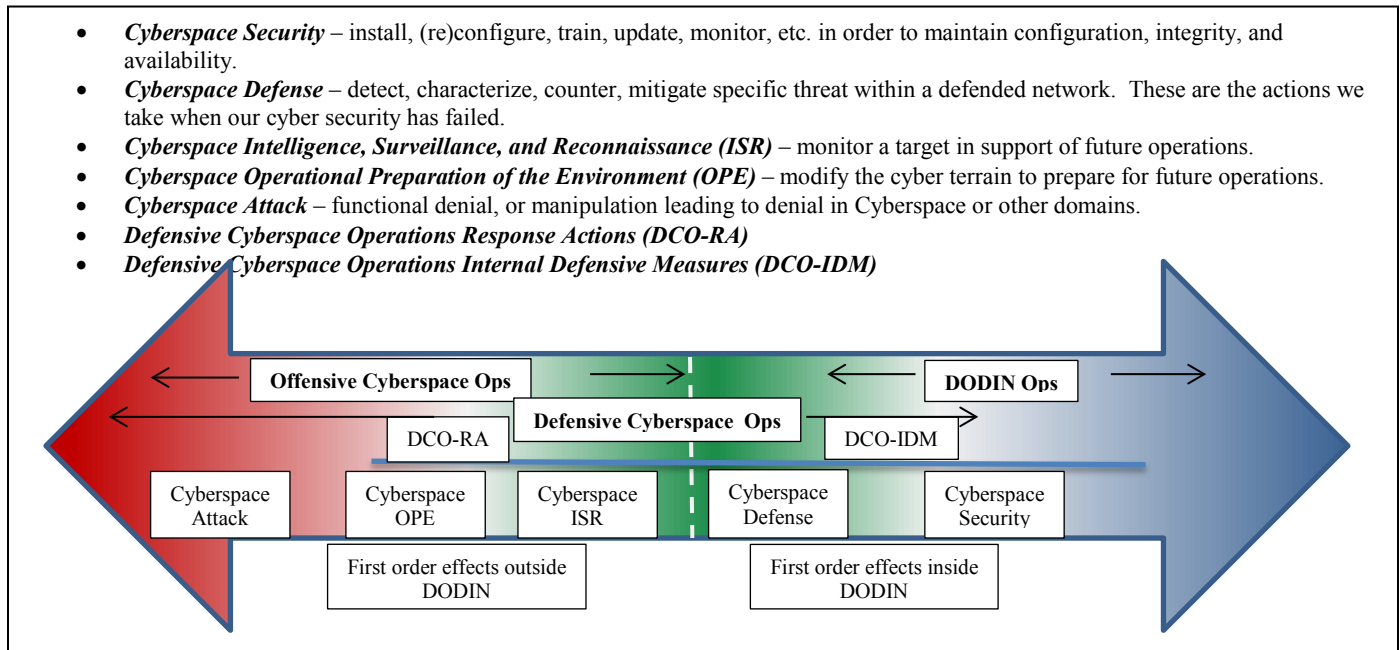 • Cyberspace Security – install, (re)configure, train, update, monitor, etc. in order to maintain configuration, integrity, and
availability.
• Cyberspace Defense – detect, characterize, counter, mitigate specific threat within a defended network.  These are the actions we
take when our cyber security has failed.
• Cyberspace Intelligence, Surveillance, and Reconnaissance (ISR) – monitor a target in support of future operations.
• Cyberspace Operational Preparation of the Environment (OPE) – modify the cyber terrain to prepare for future operations.
• Cyberspace Attack – functional denial, or manipulation leading to denial in Cyberspace or other domains.
• Defensive Cyberspace Operations Response Actions (DCO-RA)
• Defensive Cyberspace Operations Internal Defensive Measures (DCO-IDM)
Offensive Cyberspace Ops
DODIN Ops
Defensive Cyberspace Ops
DCO-RA
DCO-IDM
Cyberspace
Attack
Cyberspace
OPE
Cyberspace
ISR
Cyberspace
Defense
Cyberspace
Security
First order effects outside
DODIN
First order effects inside
DODIN